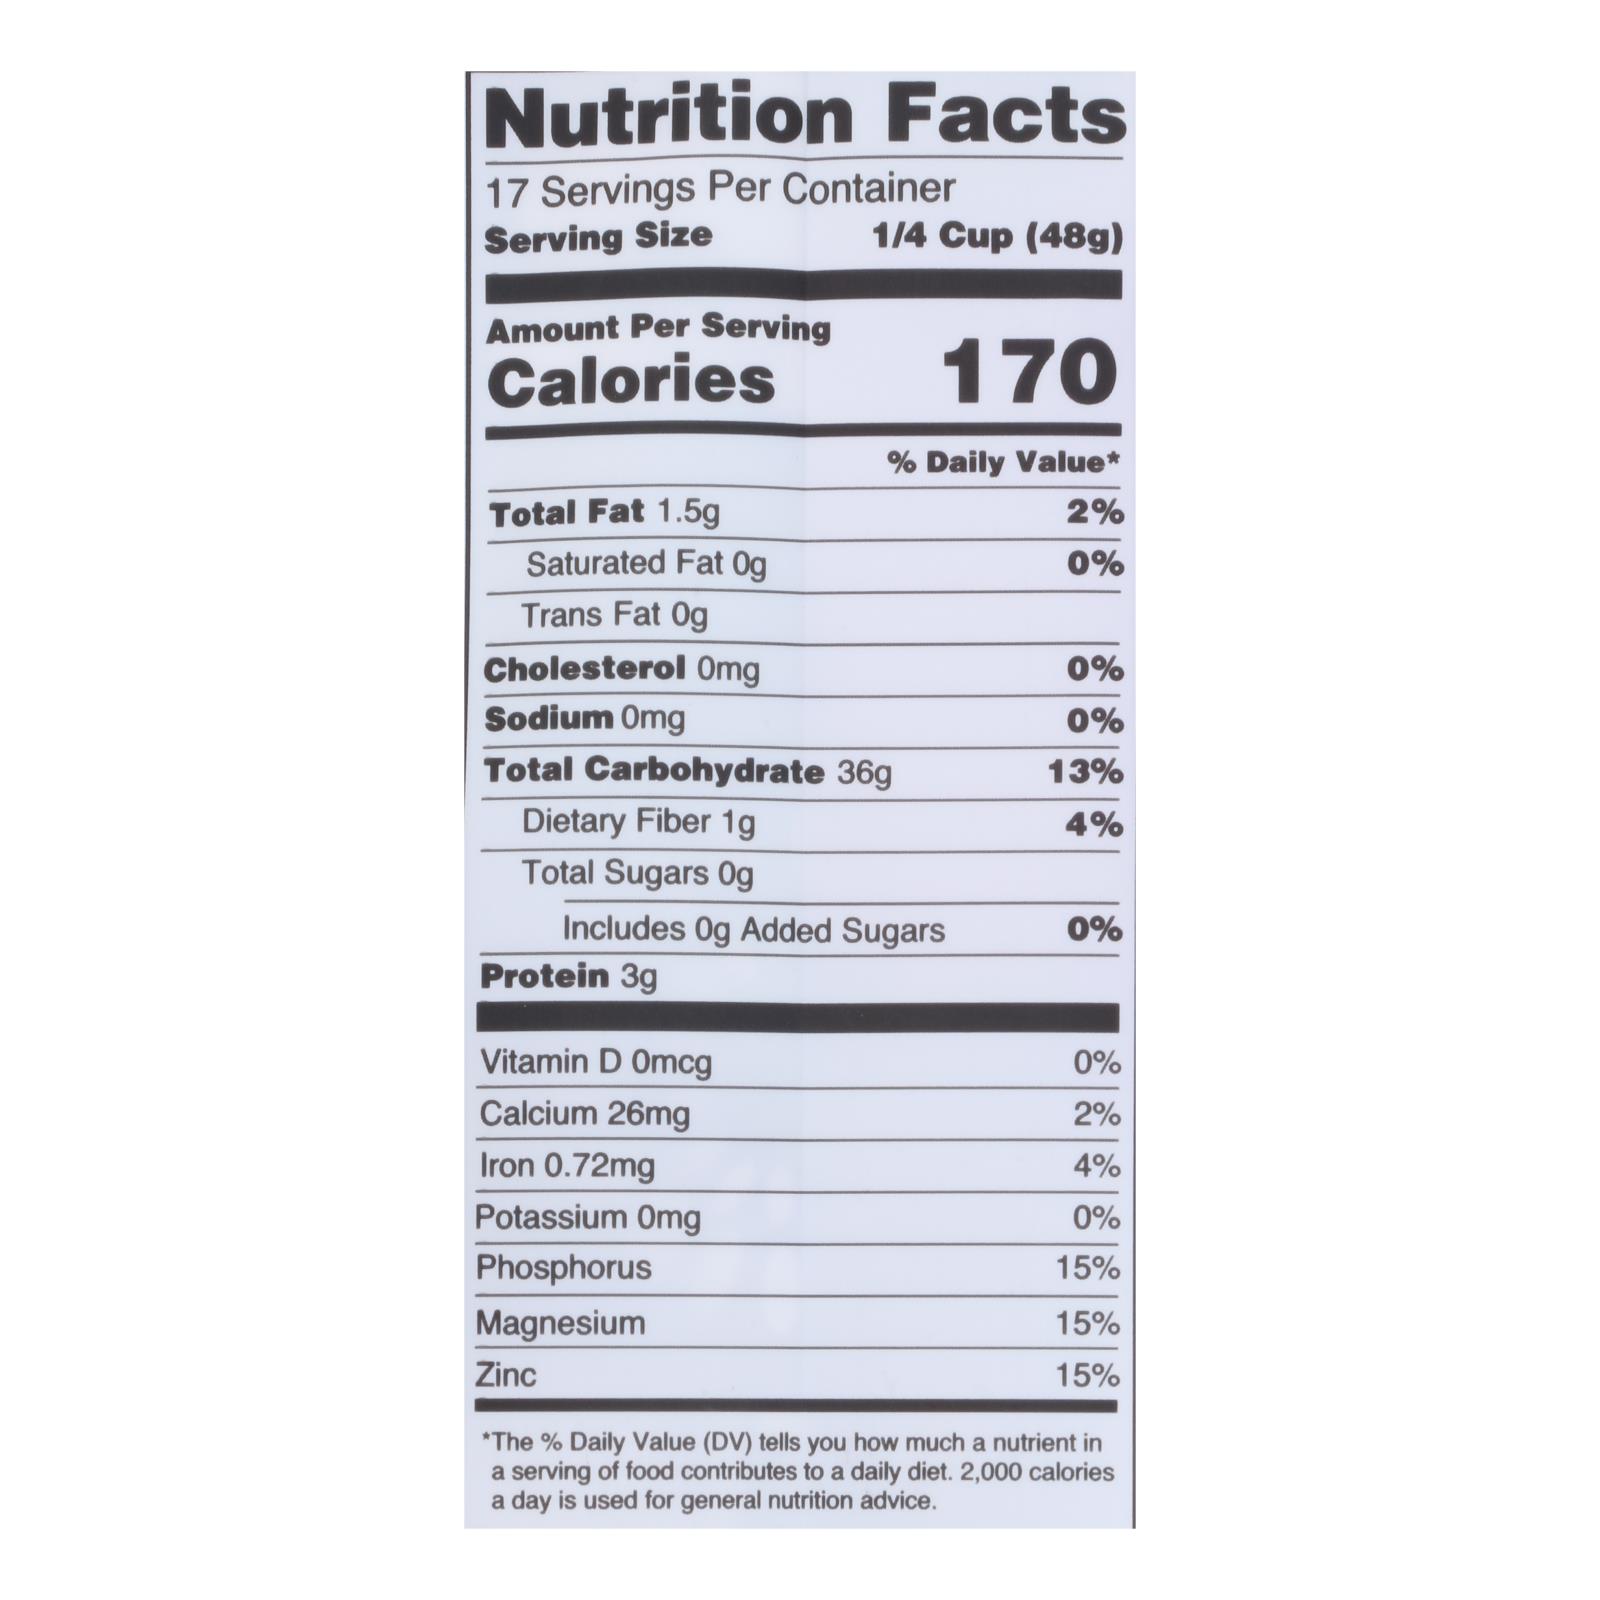 Nutrition Facts
17 Servings Per Container
Serving Size 1/4 Cup (48g)
Amount Per Serving
Calories 170
% Daily Value*
Total Fat 1.5g 2%
Saturated Fat 0g 0%
Trans Fat 0g
Cholesterol 0mg 0%
Sodium 0mg 0%
Total Carbohydrate 36g 13%
Dietary Fiber 1g 4%
Total Sugars 0g
Includes 0g Added Sugars 0%
Protein 3g
Vitamin D 0mcg 0%
Calcium 26mg 2%
Iron 0.72mg 4%
Potassium 0mg 0%
Phosphorus 15%
Magnesium 15%
Zinc 15%
*The % Daily Value (DV) tells you how much a nutrient in
a serving of food contributes to a daily diet. 2,000 calories
a day is used for general nutrition advice.